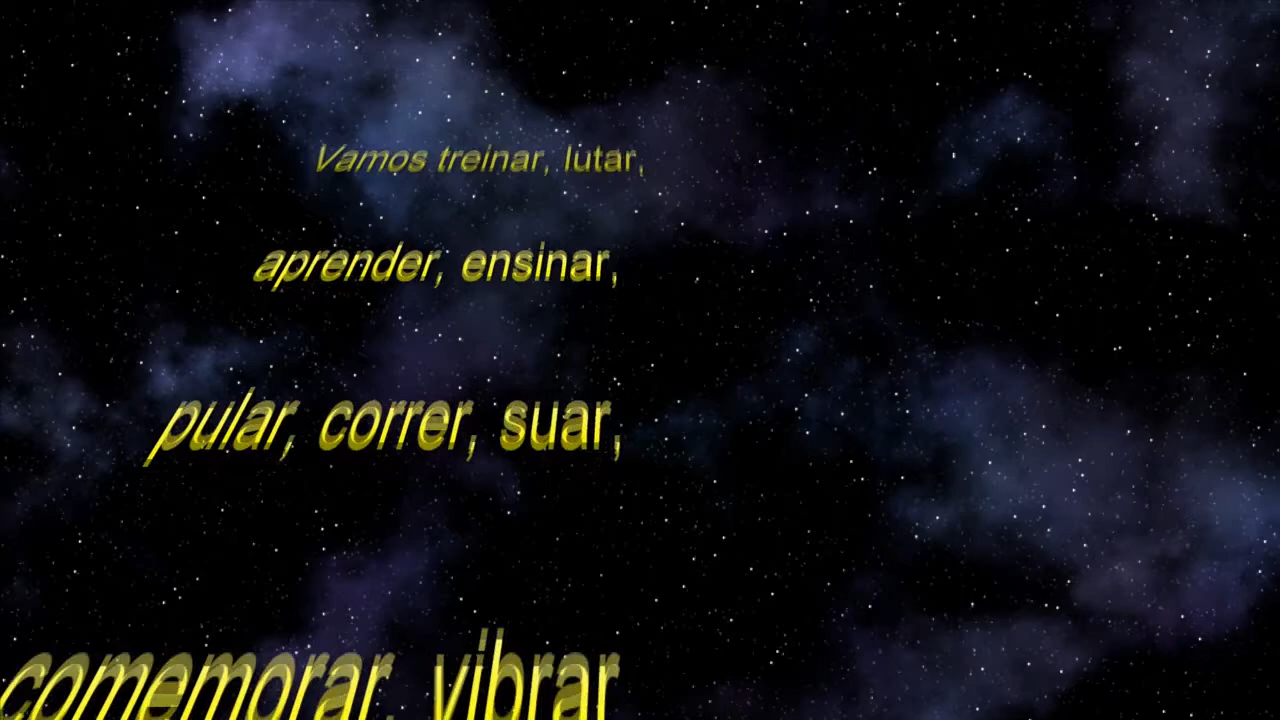 Vamos treinar, lutar,
aprender, ensinar,
pular, correr, suar,
comemorar, vibrar